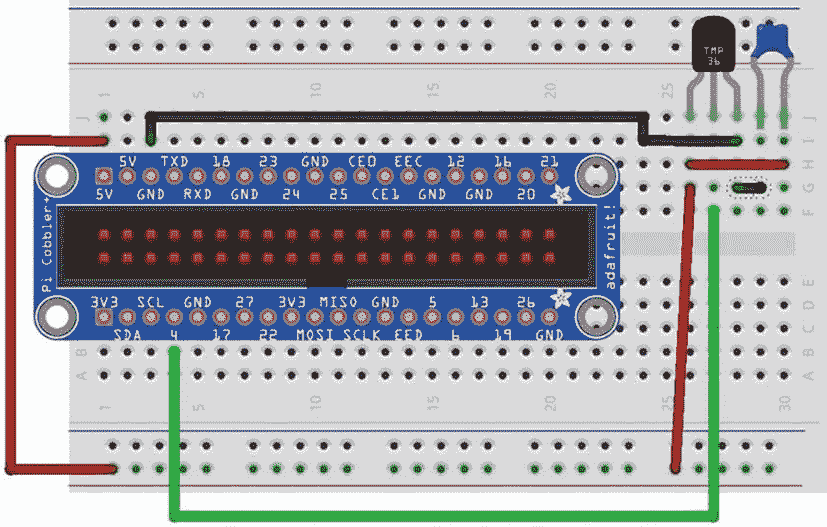 1 5 10 15 20 25 30
TMP
36
J J
I I
5V TXD 18 23 GND CE0 EEC 12 16 21
H
5V GND RXD GND 24 25 CE1 GND GND 20
G
F
Pi Cobbler+
adafruit!
E
D
3V3 SCL GND 27 3V3 MISO GND 5 13 26
C
SDA 4 17 22 MOSI SCLK EED 6 19 GND
B B
A A
1 5 10 15 20 25 30